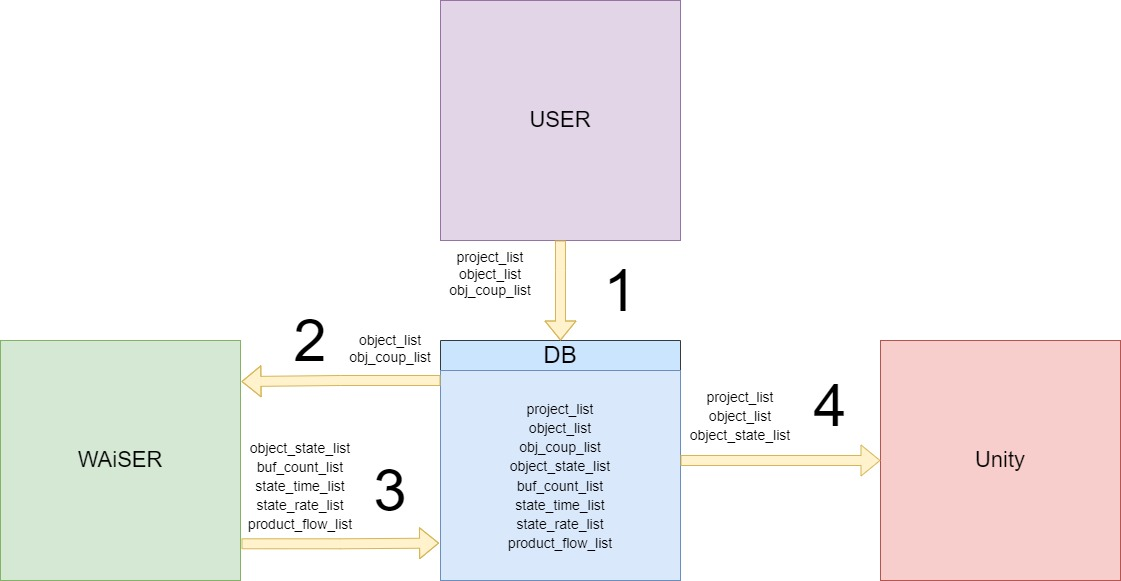 USER
project_list
object_list
obj_coup_list
1
2
object_list
obj_coup_list
DB
project_list
object_list
obj_coup_list
object_state_list
buf_count_list
state_time_list
state_rate_list
product_flow_list
WAiSER
object_state_list
buf_count_list
state_time_list
state_rate_list
product_flow_list
3
project_list
object_list
object_state_list
4
Unity